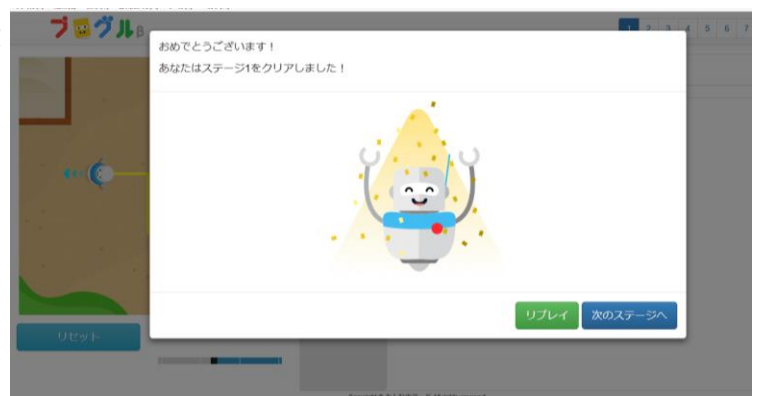 プログルβ
1 2 3 4 5 6 7
おめでとうございます！
あなたはステージ1をクリアしました！
リプレイ 次のステージへ
リセット